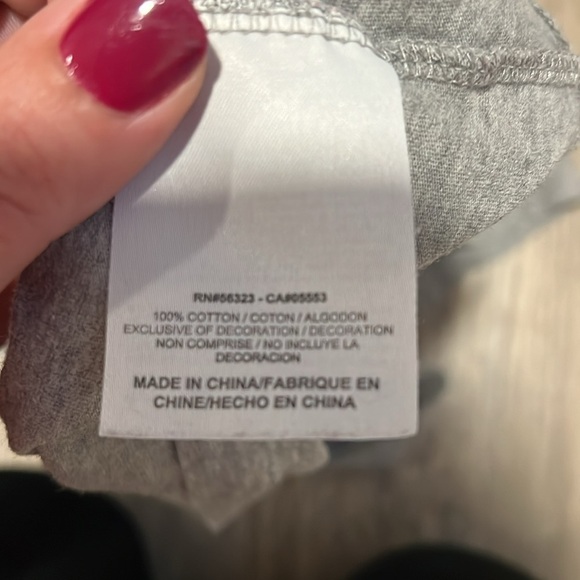 RN#56323 - CA#05553
100% COTTON / COTON / ALGODON
EXCLUSIVE OF DECORATION / DECORATION
NON COMPRISE / NO INCLUYE LA
DECORACION
MADE IN CHINA/FABRIQUE EN
CHINE/HECHO EN CHINA